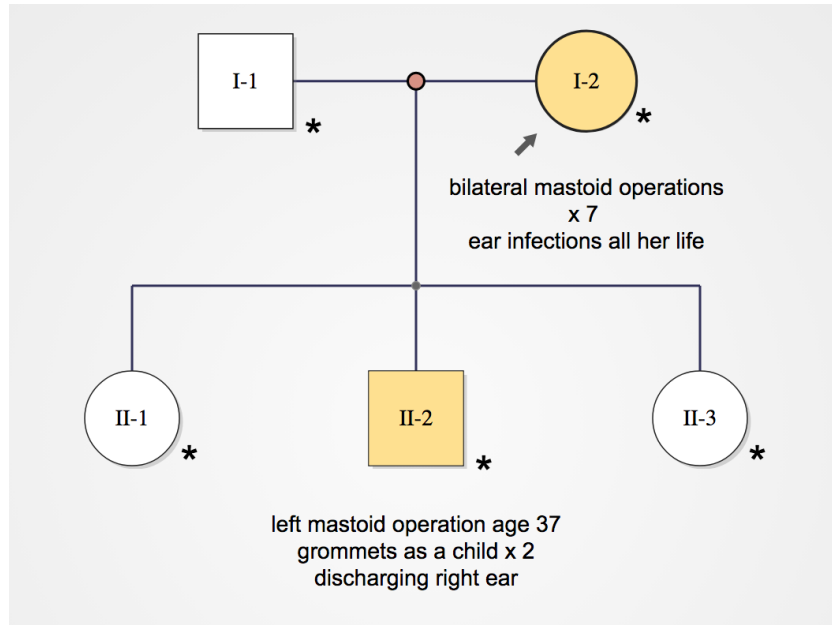 I-1
*
I-2
*
bilateral mastoid operations
x 7
ear infections all her life
II-1
*
II-2
*
II-3
*
left mastoid operation age 37
grommets as a child x 2
discharging right ear